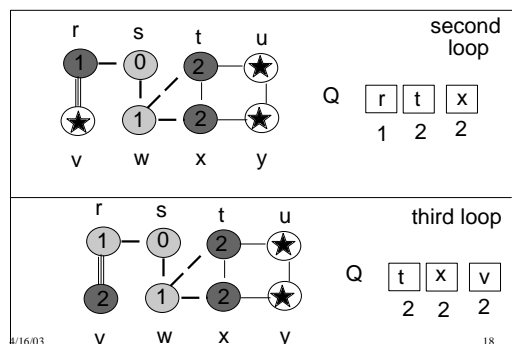 r s t u
second loop
1 0 2
Q r t x
1 2 2
1 2
v w x y
r s t u
third loop
1 0 2
Q t x v
2 2 2
2 1 2
v w x y
4/16/03
18